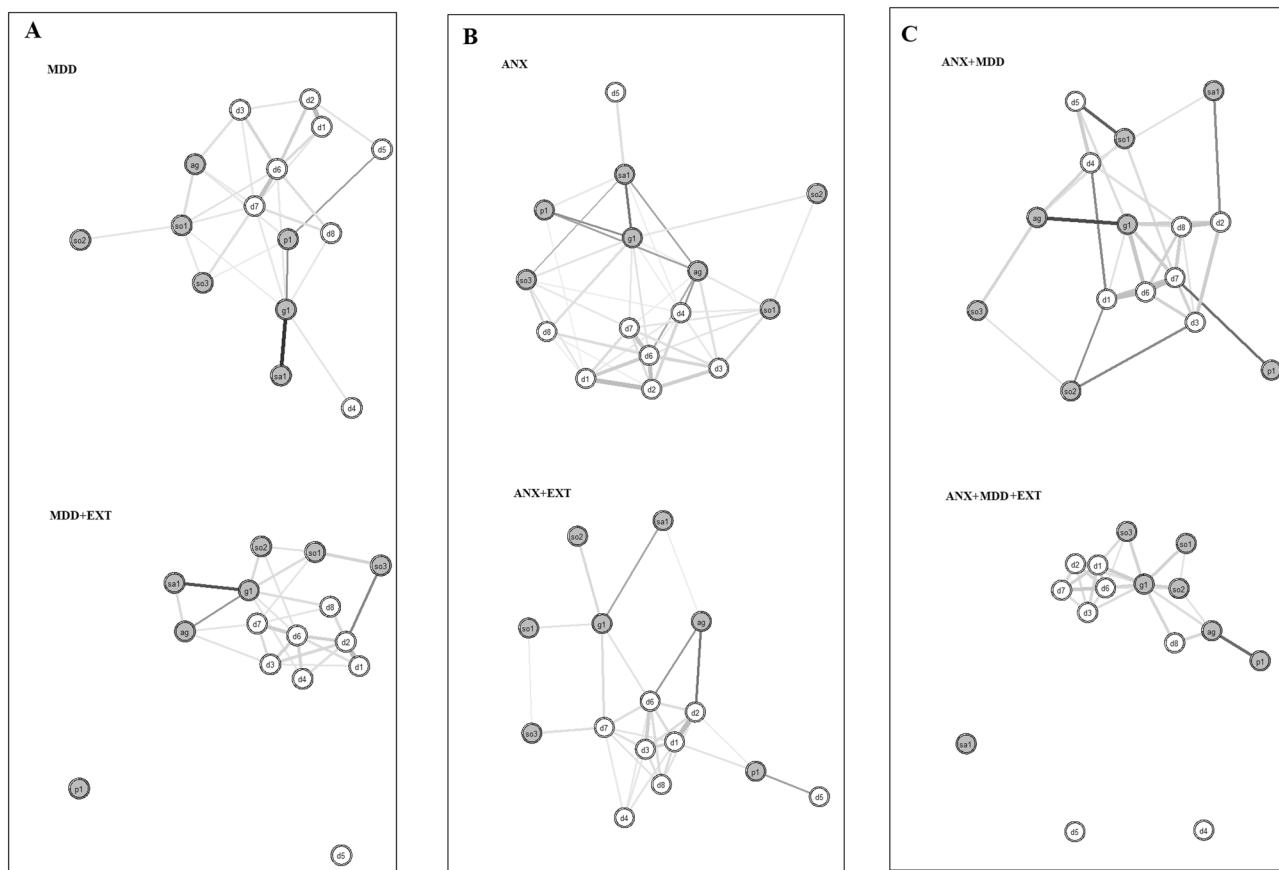 A
MDD
d2
d3
d1
d5
ag
d6
d7
so1
d8
so2
p1
so3
g1
sa1
d4
MDD+EXT
so2
so1
so3
sa1
g1
d8
d7
ag
d6
d2
d3
d1
d4
p1
d5
B
ANX
d5
sa1
so2
p1
g1
ag
so3
so1
d4
d7
d8
d6
d3
d1
d2
ANX+EXT
sa1
so2
so1
g1
ag
d6
d2
d7
so3
d1
d3
p1
d8
d5
d4
C
ANX+MDD
sa1
d5
so1
d4
ag
g1
d8
d2
d7
d6
d1
so3
d3
p1
so2
ANX+MDD+EXT
so3
so1
d2
d1
g1
d6
so2
d7
d3
ag
d8
p1
sa1
d5
d4